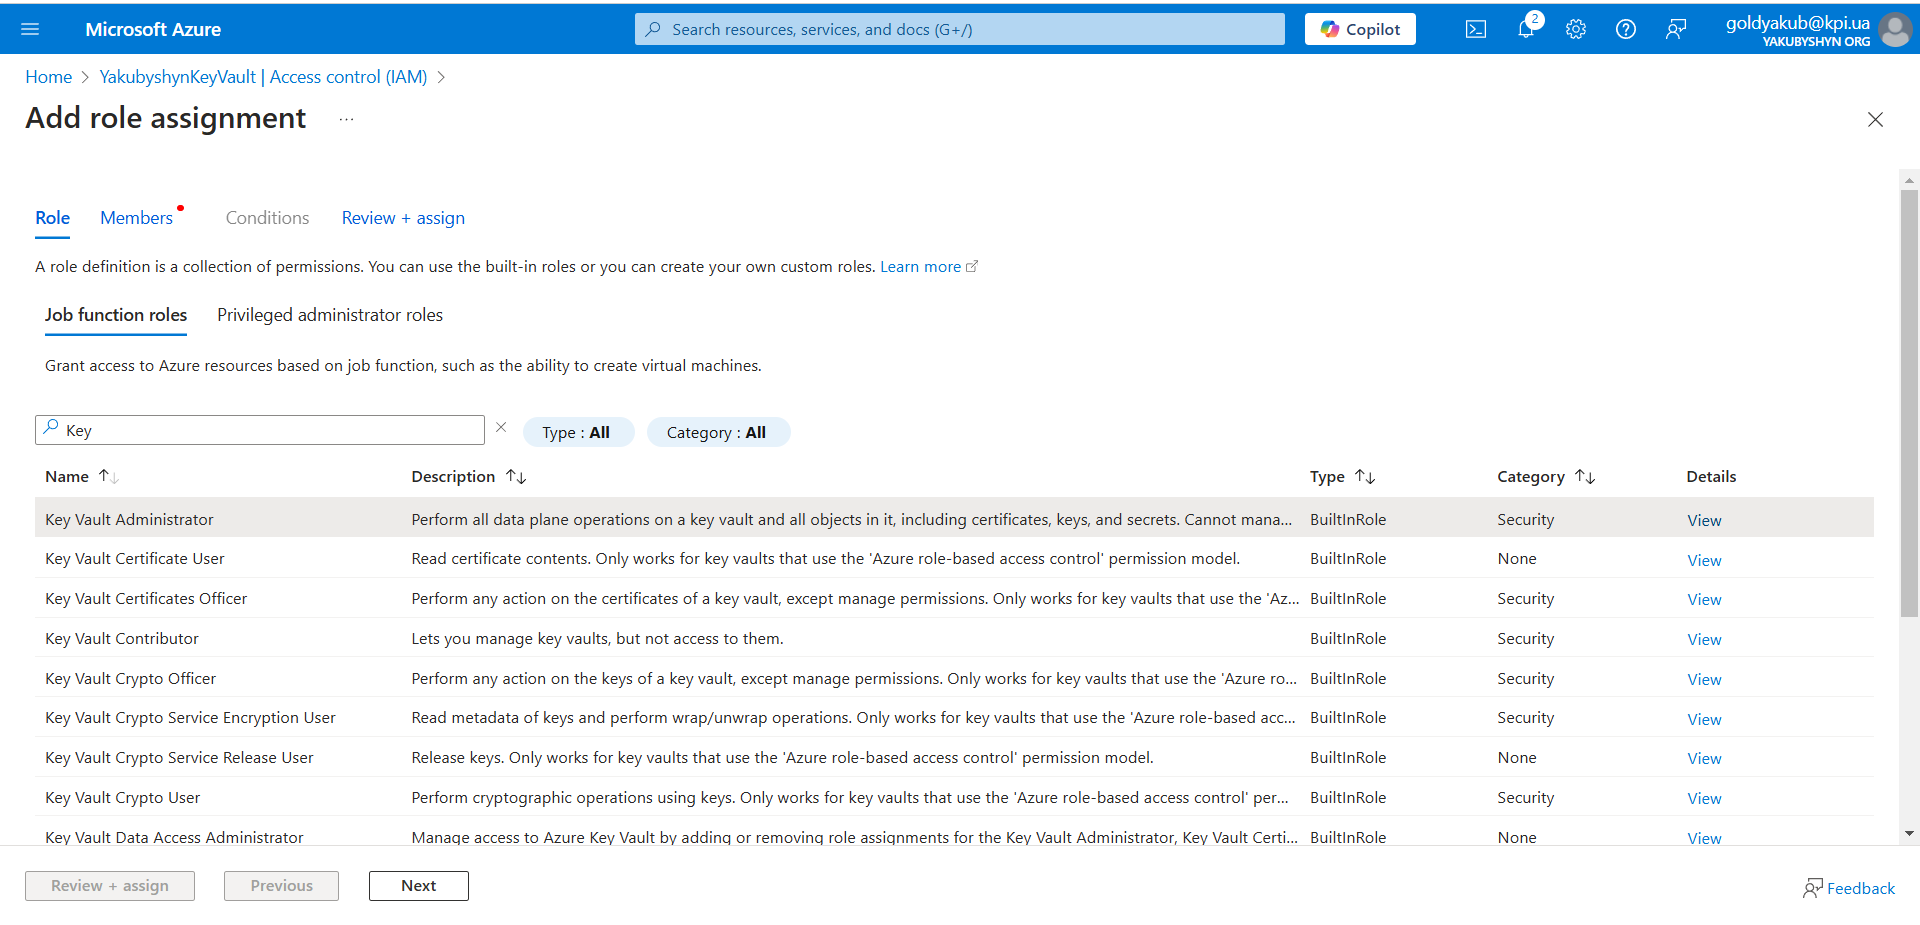 Microsoft Azure
Search resources, services, and docs (G+/)
Copilot
2
goldyakub@kpi.ua
YAKUBYSHYN ORG
Home > YakubyshynKeyVault | Access control (IAM) >
Add role assignment ...
Role Members Conditions Review + assign
A role definition is a collection of permissions. You can use the built-in roles or you can create your own custom roles. Learn more
Job function roles Privileged administrator roles
Grant access to Azure resources based on job function, such as the ability to create virtual machines.
Key
Type : All
Category : All
Name Description Type Category Details
Key Vault Administrator Perform all data plane operations on a key vault and all objects in it, including certificates, keys, and secrets. Cannot mana... BuiltInRole Security View
Key Vault Certificate User Read certificate contents. Only works for key vaults that use the 'Azure role-based access control' permission model. BuiltInRole None View
Key Vault Certificates Officer Perform any action on the certificates of a key vault, except manage permissions. Only works for key vaults that use the 'Az... BuiltInRole Security View
Key Vault Contributor Lets you manage key vaults, but not access to them. BuiltInRole Security View
Key Vault Crypto Officer Perform any action on the keys of a key vault, except manage permissions. Only works for key vaults that use the 'Azure ro... BuiltInRole Security View
Key Vault Crypto Service Encryption User Read metadata of keys and perform wrap/unwrap operations. Only works for key vaults that use the 'Azure role-based acc... BuiltInRole Security View
Key Vault Crypto Service Release User Release keys. Only works for key vaults that use the 'Azure role-based access control' permission model. BuiltInRole None View
Key Vault Crypto User Perform cryptographic operations using keys. Only works for key vaults that use the 'Azure role-based access control' per... BuiltInRole Security View
Key Vault Data Access Administrator Manage access to Azure Key Vault by adding or removing role assignments for the Key Vault Administrator, Key Vault Certi... BuiltInRole None View
Review + assign Previous Next
Feedback